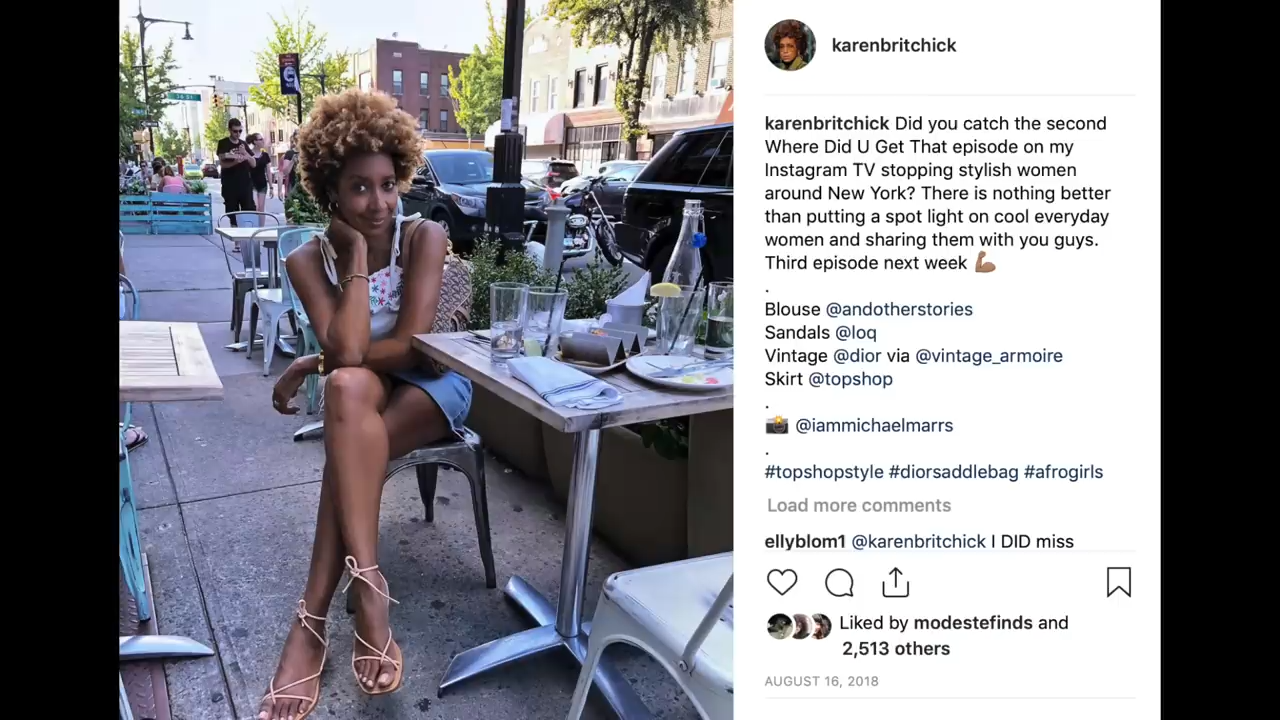 karenbritchick
karenbritchick Did you catch the second
Where Did U Get That episode on my
Instagram TV stopping stylish women
around New York? There is nothing better
than putting a spot light on cool everyday
women and sharing them with you guys.
Third episode next week 💪🏽
.
Blouse @andotherstories
Sandals @loq
Vintage @dior via @vintage_armoire
Skirt @topshop
.
📸 @iammichaelmarrs
.
#topshopstyle #diorsaddlebag #afrogirls
Load more comments
ellyblom1 @karenbritchick I DID miss
Liked by modestefinds and
2,513 others
AUGUST 16, 2018